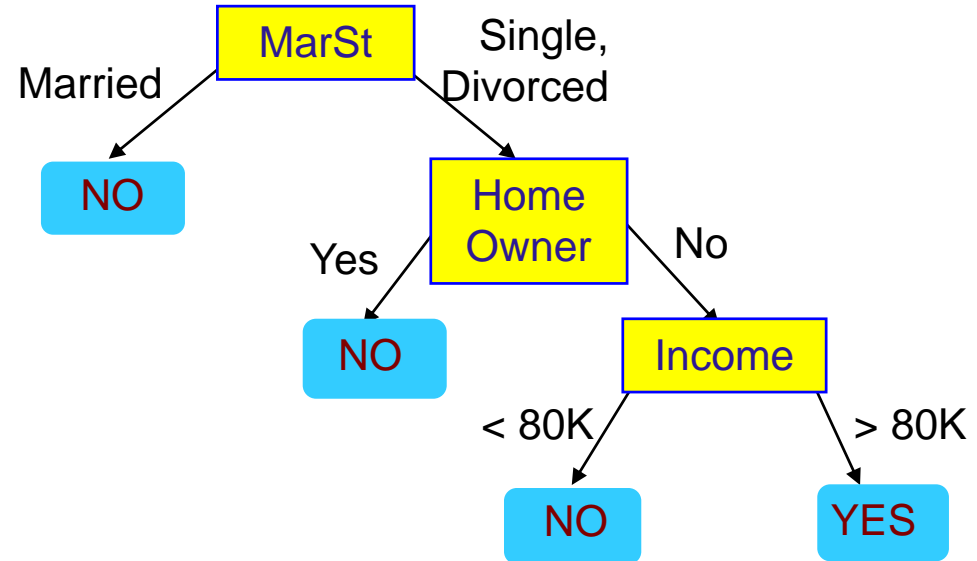 MarSt
Single,
Divorced
Married
NO
Home
Owner
Yes
No
NO
Income
< 80K
> 80K
NO
YES